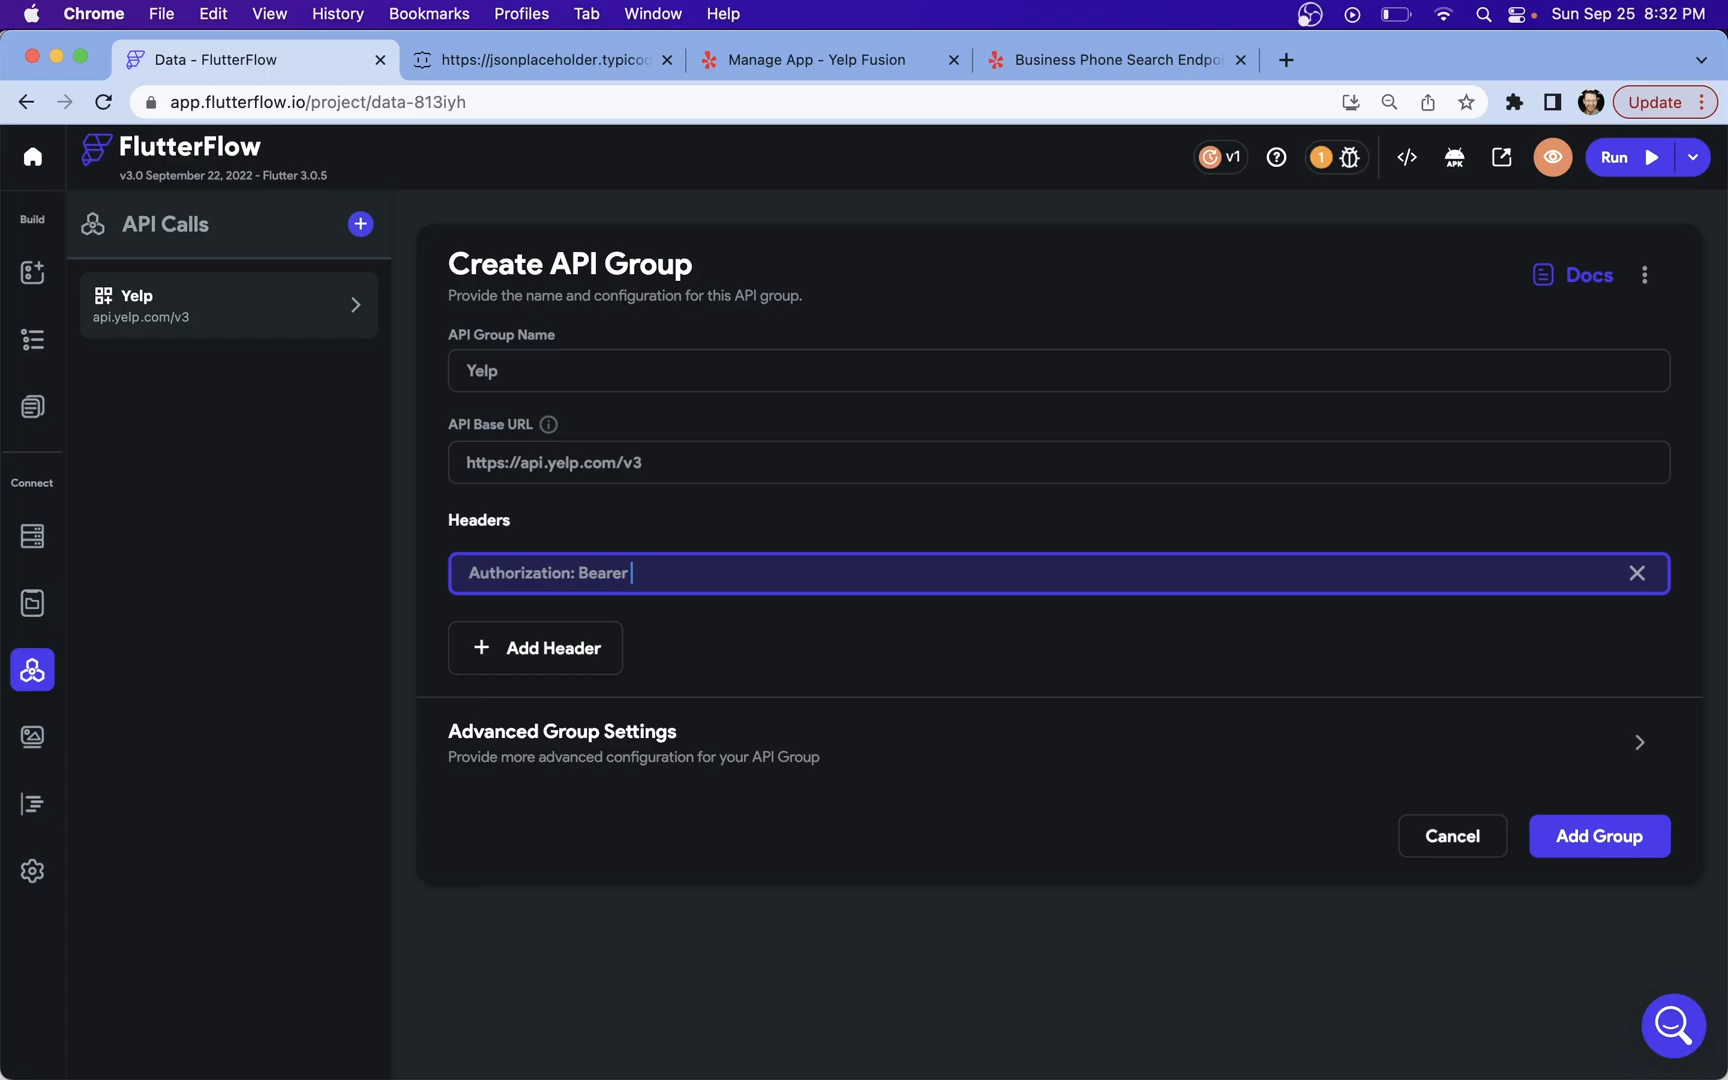 Chrome File Edit View History Bookmarks Profiles Tab Window Help Sun Sep 25 8:32 PM
Data - FlutterFlow https://jsonplaceholder.typico Manage App - Yelp Fusion Business Phone Search Endpo
app.flutterflow.io/project/data-813iyh Update
FlutterFlow
v3.0 September 22, 2022 - Flutter 3.0.5
v1 1 APK Run
Build
API Calls
Yelp
api.yelp.com/v3
Connect
Create API Group
Provide the name and configuration for this API group.
Docs
API Group Name
Yelp
API Base URL
https://api.yelp.com/v3
Headers
Authorization: Bearer
Add Header
Advanced Group Settings
Provide more advanced configuration for your API Group
Cancel Add Group